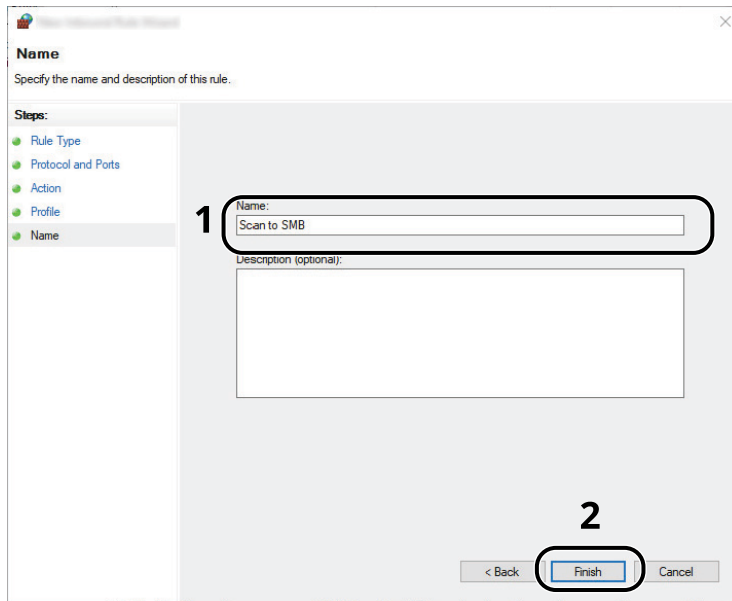 Name
Specify the name and description of this rule.
Steps:
Rule Type
Protocol and Ports
Action
Profile
Name
1
Name:
Scan to SMB
Description (optional):
2
< Back
Finish
Cancel